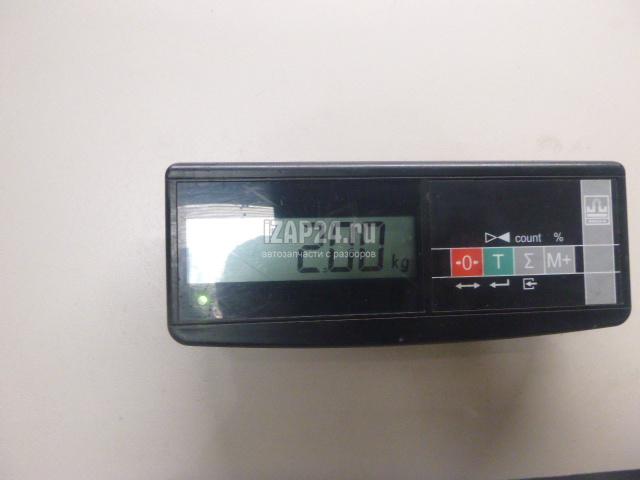 IZAP24.ru
автозапчасти с разборов
kg
count %
→0← T Σ M+